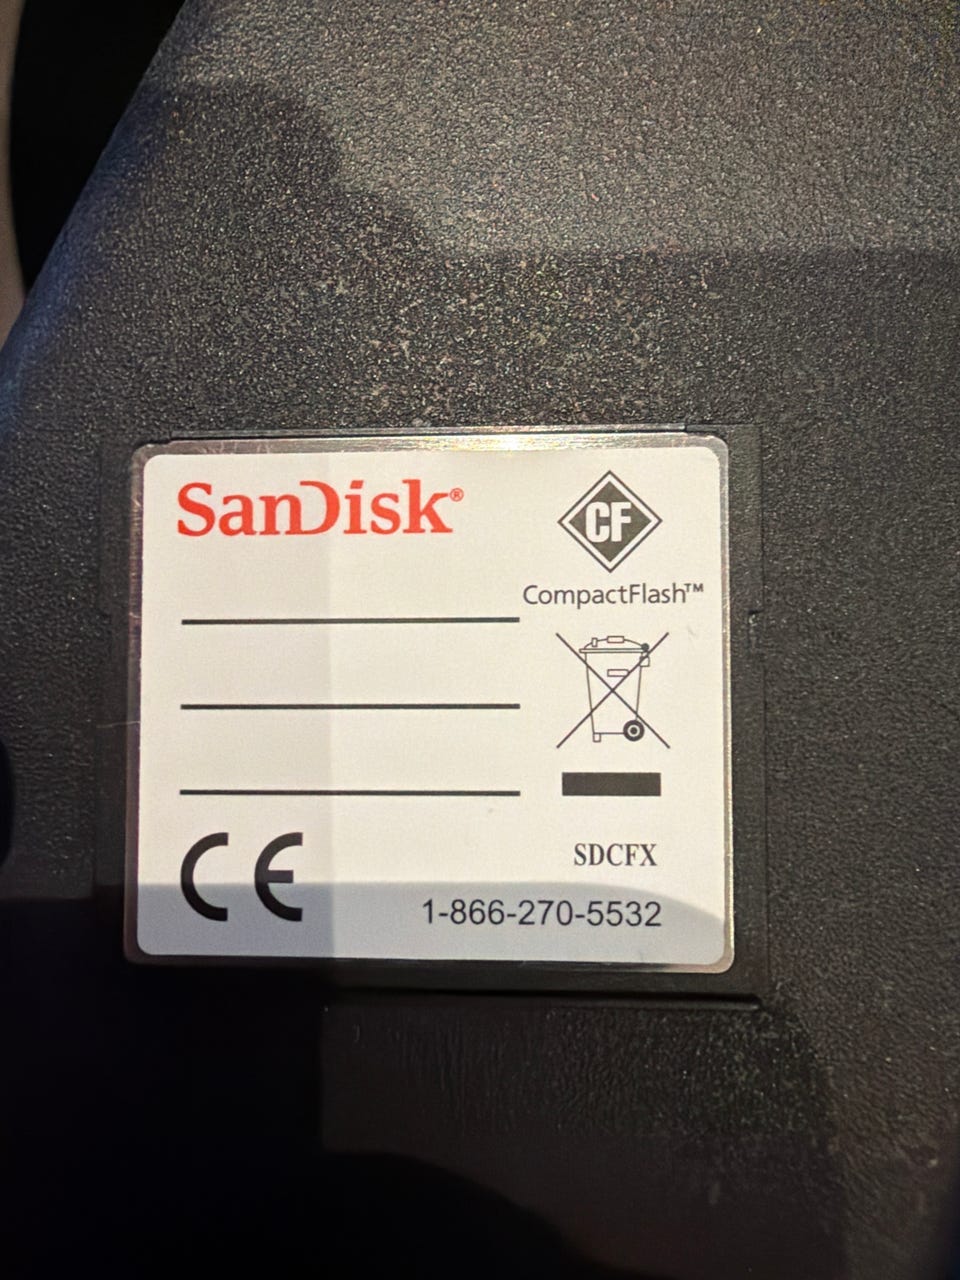 SanDisk®
CF
CompactFlash™
CE
SDCFX
1-866-270-5532